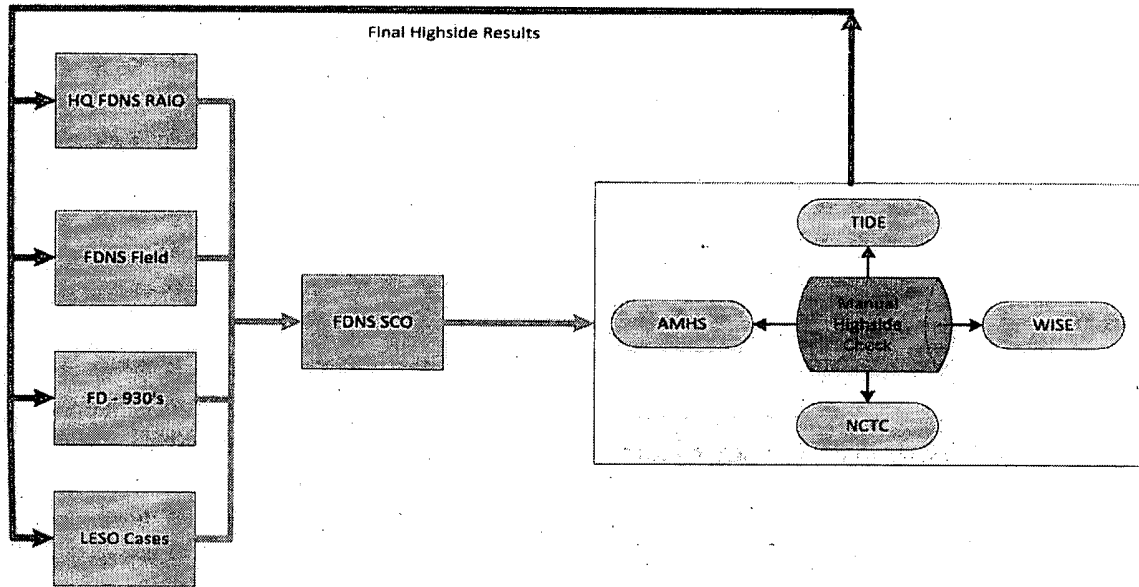 Final Highside Results
HQ FDNS RAIO
FDNS Field
FD - 930's
LESO Cases
FDNS SCO
TIDE
AMHS
Manual
Highside
Check
WISE
NCTC